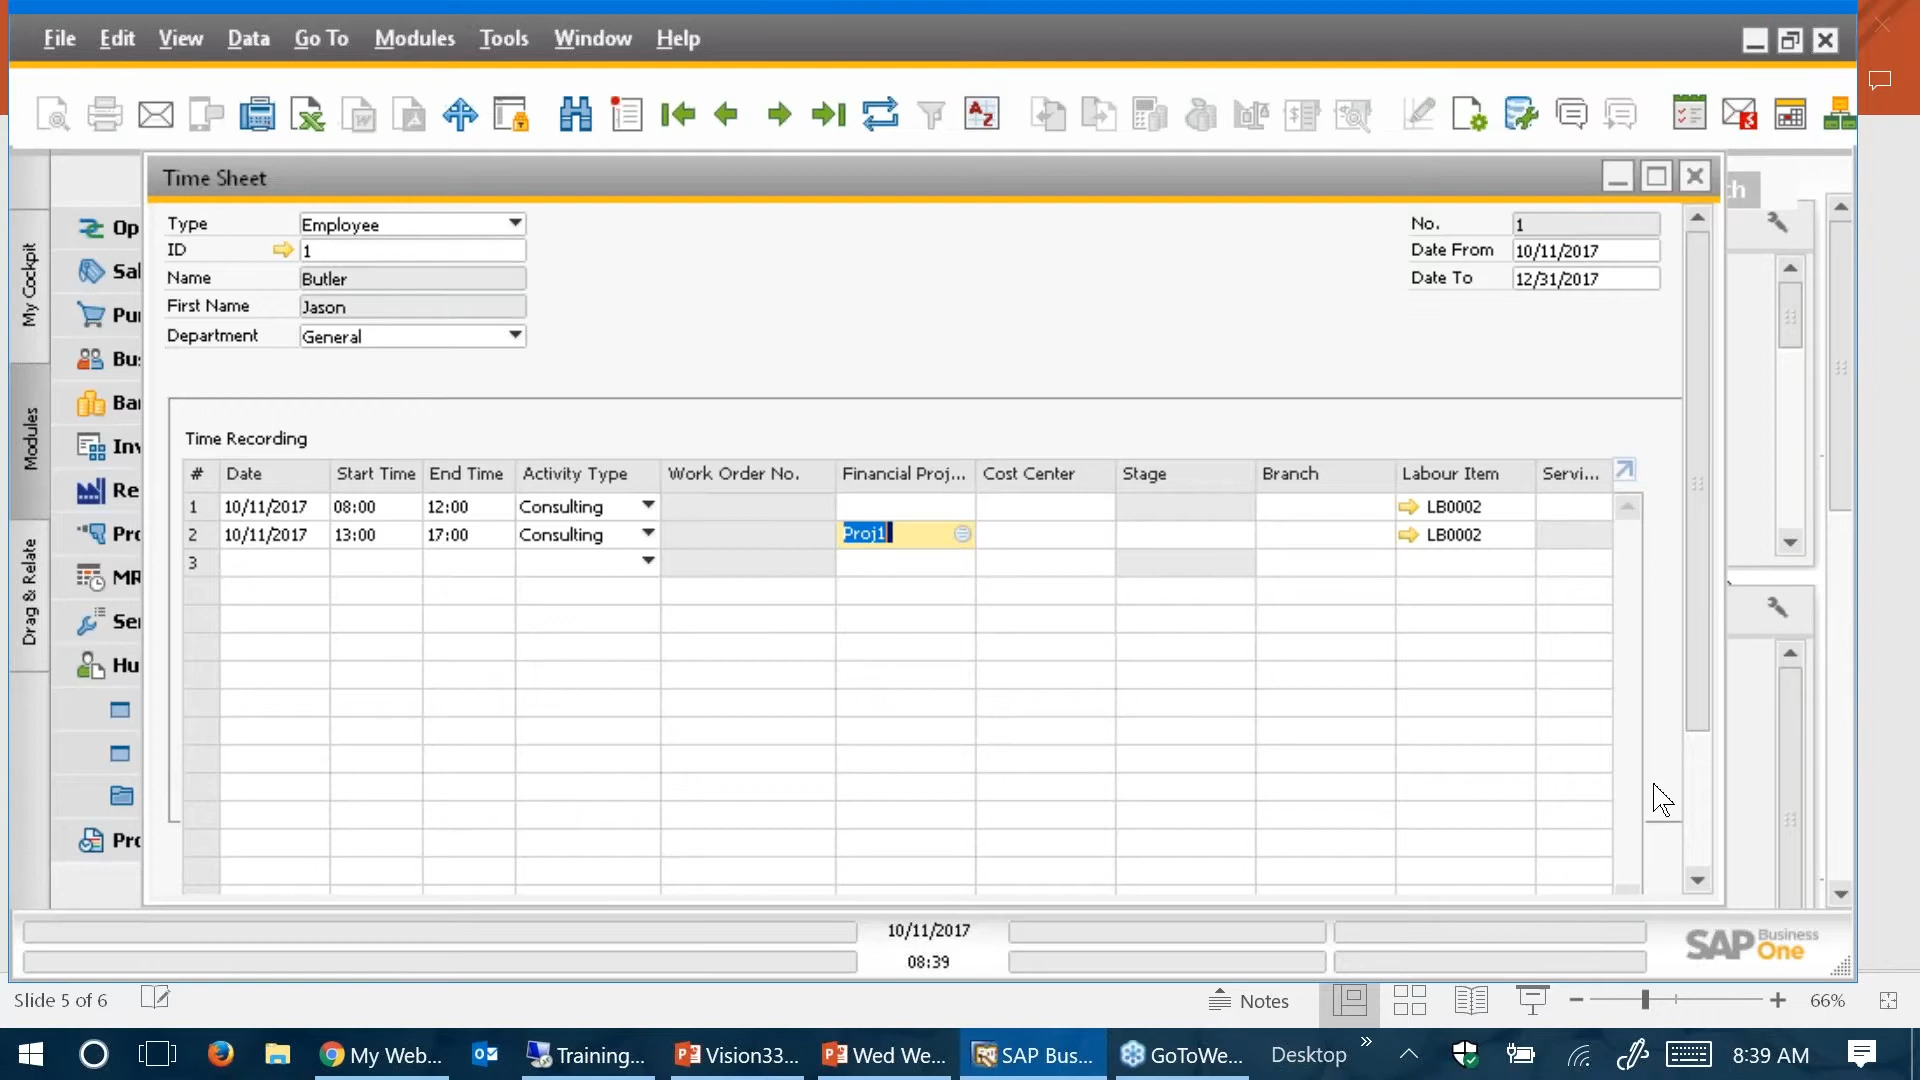 File Edit View Data Go To Modules Tools Window Help
Time Sheet
Type Employee
ID 1
Name Butler
First Name Jason
Department General
No. 1
Date From 10/11/2017
Date To 12/31/2017
My Cockpit
Modules
Drag & Relate
Op
Sal
Pu
Bu
Ba
Inv
Re
Pro
MR
Se
Hu
Pro
Time Recording
# Date Start Time End Time Activity Type Work Order No. Financial Proj... Cost Center Stage Branch Labour Item Servi...
1 10/11/2017 08:00 12:00 Consulting LB0002
2 10/11/2017 13:00 17:00 Consulting Proj1 LB0002
3
10/11/2017
08:39
SAP Business One
Slide 5 of 6 Notes 66%
My Web... Training... Vision33... Wed We... SAP Bus... GoToWe... Desktop 8:39 AM